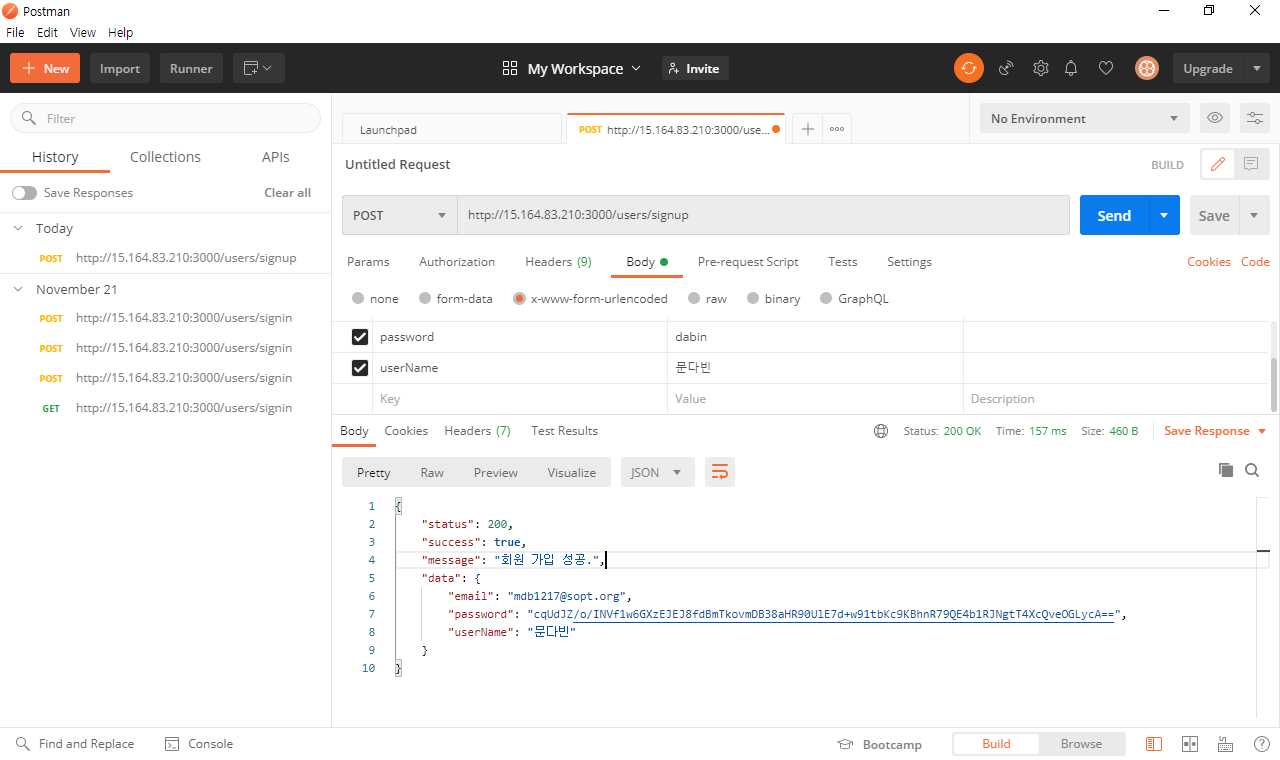 Postman
File Edit View Help
+ New Import Runner My Workspace Invite Upgrade
Filter
History Collections APIs
Save Responses Clear all
Today
POST http://15.164.83.210:3000/users/signup
November 21
POST http://15.164.83.210:3000/users/signin
POST http://15.164.83.210:3000/users/signin
POST http://15.164.83.210:3000/users/signin
GET http://15.164.83.210:3000/users/signin
Launchpad POST http://15.164.83.210:3000/use... + ••• No Environment
Untitled Request BUILD
POST http://15.164.83.210:3000/users/signup Send Save
Params Authorization Headers (9) Body Pre-request Script Tests Settings Cookies Code
none form-data x-www-form-urlencoded raw binary GraphQL
password dabin
userName 문다빈
Key Value Description
Body Cookies Headers (7) Test Results Status: 200 OK Time: 157 ms Size: 460 B Save Response
Pretty Raw Preview Visualize JSON
1 {
2 "status": 200,
3 "success": true,
4 "message": "회원 가입 성공.",
5 "data": {
6 "email": "mdb1217@sopt.org",
7 "password": "cqUdJZ/o/INVf1w6GXzEJEJ8fdBmTkovmDB38aHR90UlE7d+w91tbKc9KBhnR79QE4b1RJNgtT4XcQveOGLycA==",
8 "userName": "문다빈"
9 }
10 }
Find and Replace Console Bootcamp Build Browse